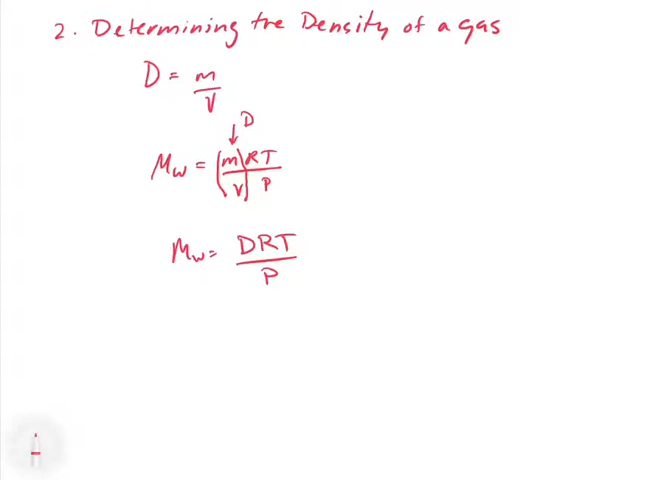 2. Determining the Density of a gas
D = m/V
↓ D
Mw = (m/V) RT/P
Mw = DRT/P